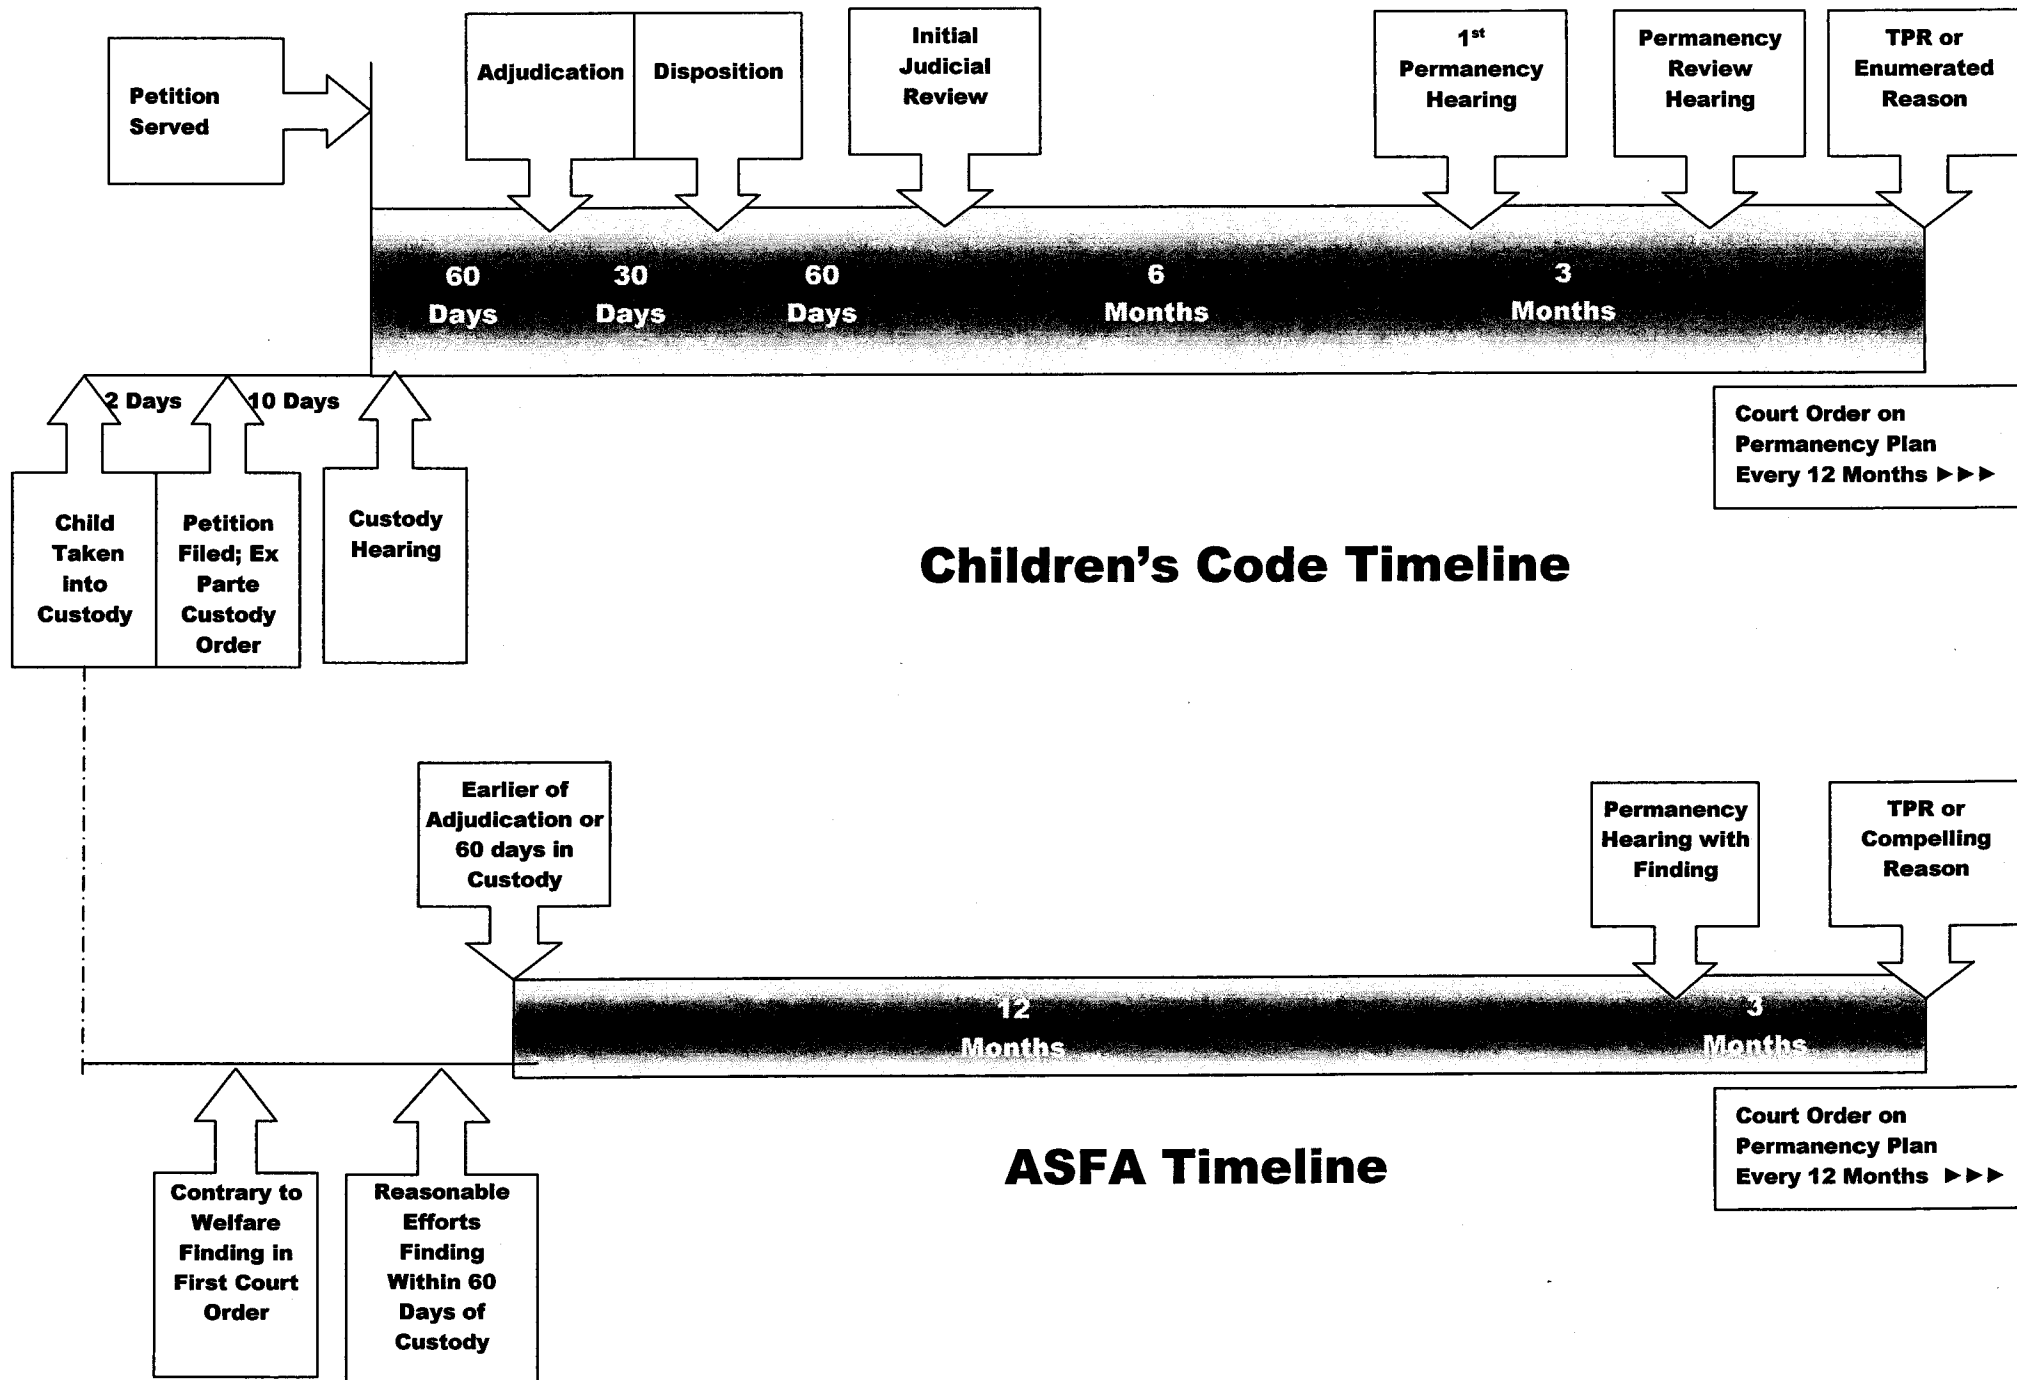 Petition
Served
Adjudication
Disposition
Initial
Judicial
Review
1st
Permanency
Hearing
Permanency
Review
Hearing
TPR or
Enumerated
Reason
60
Days
30
Days
60
Days
6
Months
3
Months
2 Days
10 Days
Child
Taken
into
Custody
Petition
Filed; Ex
Parte
Custody
Order
Custody
Hearing
Court Order on
Permanency Plan
Every 12 Months ►►►
Children's Code Timeline
Earlier of
Adjudication or
60 days in
Custody
Permanency
Hearing with
Finding
TPR or
Compelling
Reason
12
Months
3
Months
Contrary to
Welfare
Finding in
First Court
Order
Reasonable
Efforts
Finding
Within 60
Days of
Custody
ASFA Timeline
Court Order on
Permanency Plan
Every 12 Months ►►►